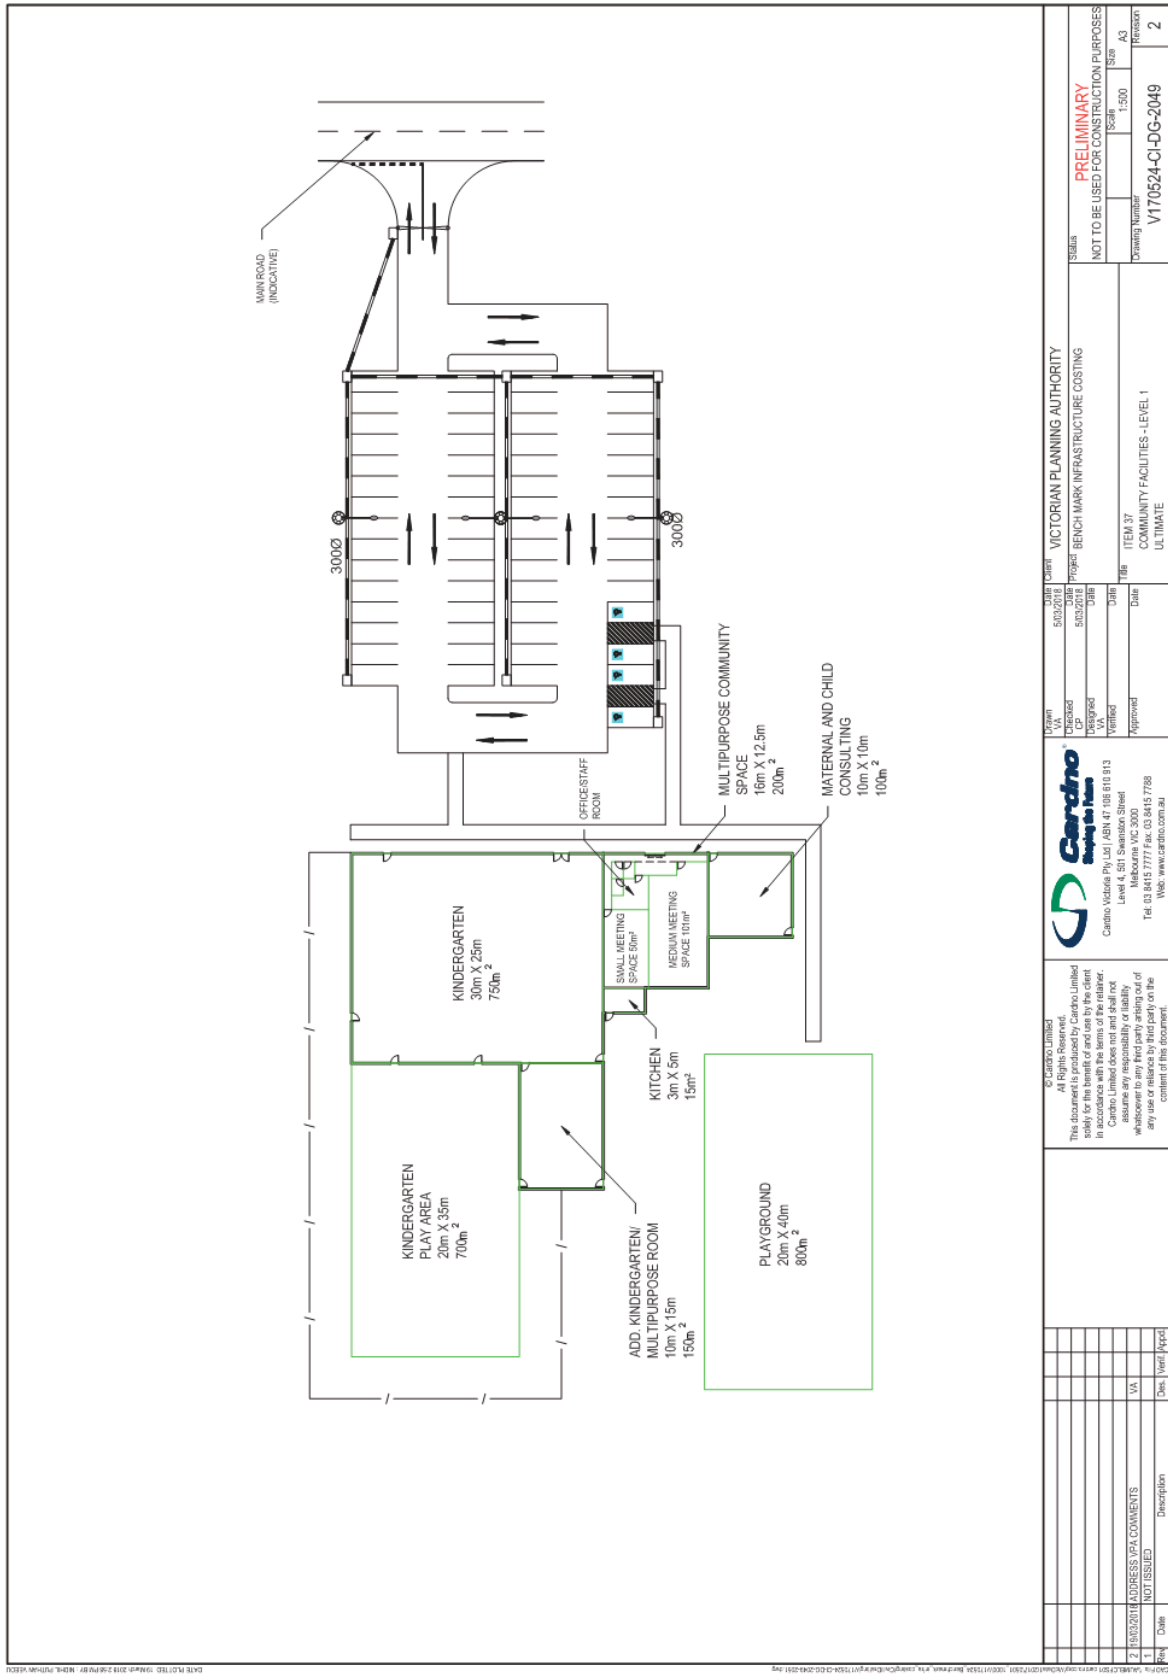 MAIN ROAD
(INDICATIVE)
300Ø
300Ø
OFFICE/STAFF
ROOM
MULTIPURPOSE COMMUNITY
SPACE
16m X 12.5m
200m²
MATERNAL AND CHILD
CONSULTING
10m X 10m
100m²
KINDERGARTEN
30m X 25m
750m²
SMALL MEETING
SPACE 50m²
MEDIUM MEETING
SPACE 101m²
KITCHEN
3m X 5m
15m²
KINDERGARTEN
PLAY AREA
20m X 35m
700m²
ADD. KINDERGARTEN/
MULTIPURPOSE ROOM
10m X 15m
150m²
PLAYGROUND
20m X 40m
800m²
2 19/03/2018 ADDRESS VPA COMMENTS VA
1 NOT ISSUED
Rev. Date Description Des. Verif. Appd.
© Cardno Limited
All Rights Reserved.
This document is produced by Cardno Limited
solely for the benefit of and use by the client
in accordance with the terms of the retainer.
Cardno Limited does not and shall not
assume any responsibility or liability
whatsoever to any third party arising out of
any use or reliance by third party on the
content of this document.
Cardno®
Shaping the Future
Cardno Victoria Pty Ltd | ABN 47 106 610 913
Level 4, 501 Swanston Street
Melbourne VIC 3000
Tel: 03 8415 7777 Fax: 03 8415 7788
Web: www.cardno.com.au
Drawn VA Date 5/03/2018
Checked CP Date 5/03/2018
Designed VA Date
Verified Date
Approved Date
Client VICTORIAN PLANNING AUTHORITY
Project BENCH MARK INFRASTRUCTURE COSTING
Title ITEM 37
COMMUNITY FACILITIES - LEVEL 1
ULTIMATE
Status PRELIMINARY
NOT TO BE USED FOR CONSTRUCTION PURPOSES
Scale 1:500 Size A3
Drawing Number V170524-CI-DG-2049 Revision 2